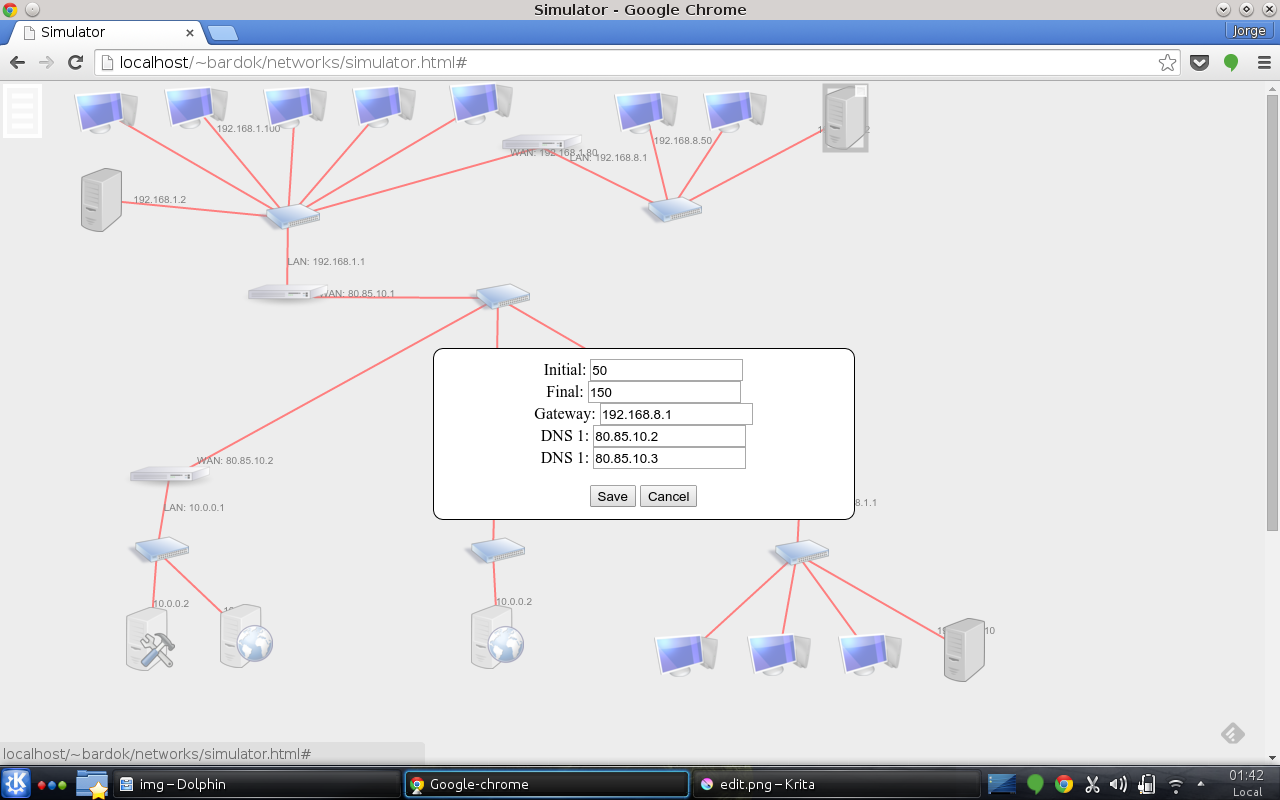 Simulator - Google Chrome
Simulator
Jorge
localhost/~bardok/networks/simulator.html#
192.168.1.100
WAN: 192.168.1.80
LAN: 192.168.8.1
192.168.8.50
192.168.1.2
LAN: 192.168.1.1
WAN: 80.85.10.1
Initial: 50
Final: 150
Gateway: 192.168.8.1
DNS 1: 80.85.10.2
DNS 1: 80.85.10.3
Save Cancel
WAN: 80.85.10.2
LAN: 10.0.0.1
10.0.0.2
10.0.0.2
localhost/~bardok/networks/simulator.html#
img – Dolphin
Google-chrome
edit.png – Krita
01:42
Local